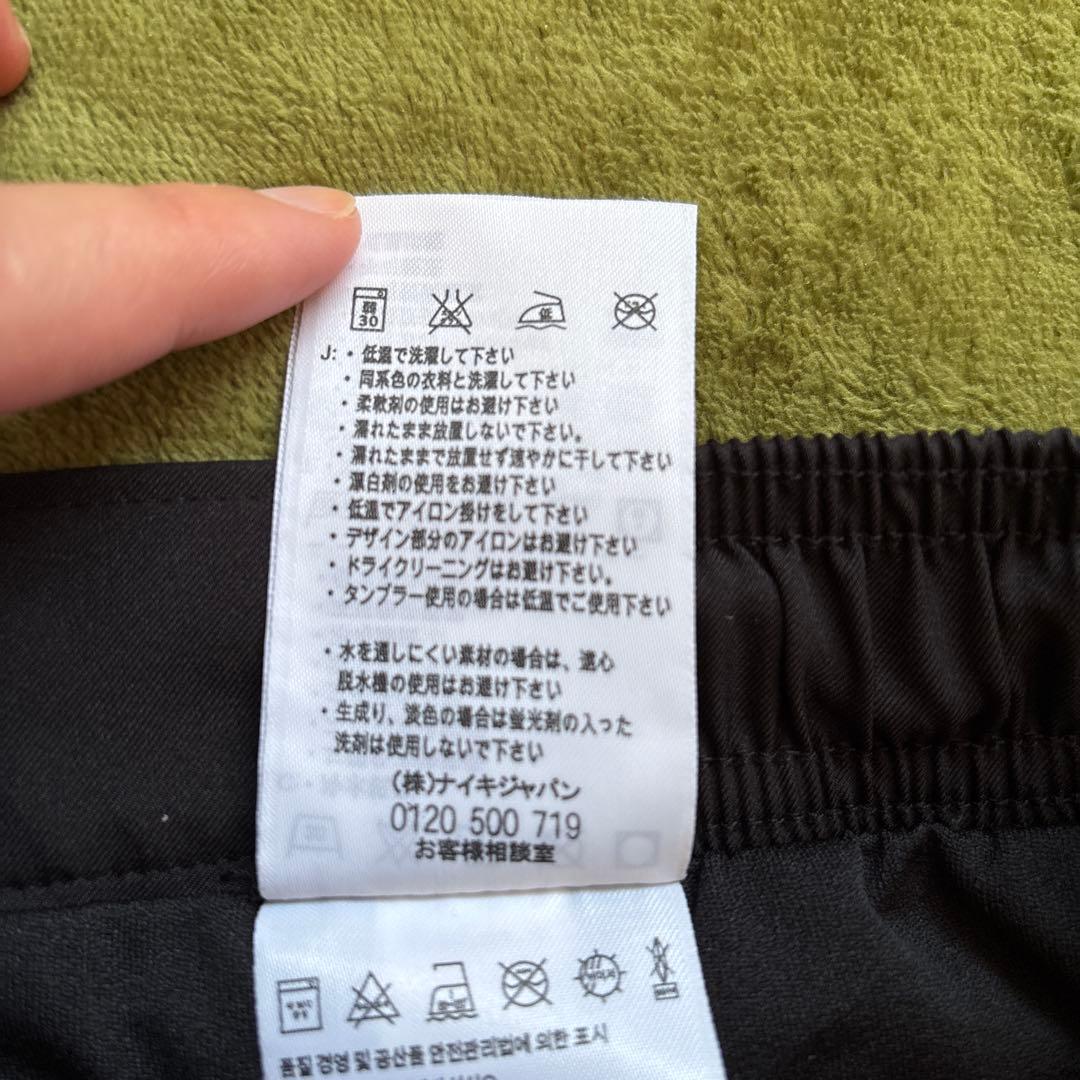 弱
30
低
J: ・低温で洗濯して下さい
・同系色の衣料と洗濯して下さい
・柔軟剤の使用はお避け下さい
・濡れたまま放置しないで下さい。
・濡れたままで放置せず速やかに干して下さい
・漂白剤の使用をお避け下さい
・低温でアイロン掛けをして下さい
・デザイン部分のアイロンはお避け下さい
・ドライクリーニングはお避け下さい。
・タンブラー使用の場合は低温でご使用下さい
・水を通しにくい素材の場合は、遠心
脱水機の使用はお避け下さい
・生成り、淡色の場合は蛍光剤の入った
洗剤は使用しないで下さい
(株)ナイキジャパン
0120 500 719
お客様相談室
품질 경영 및 공산품 안전관리법에 의한 표시